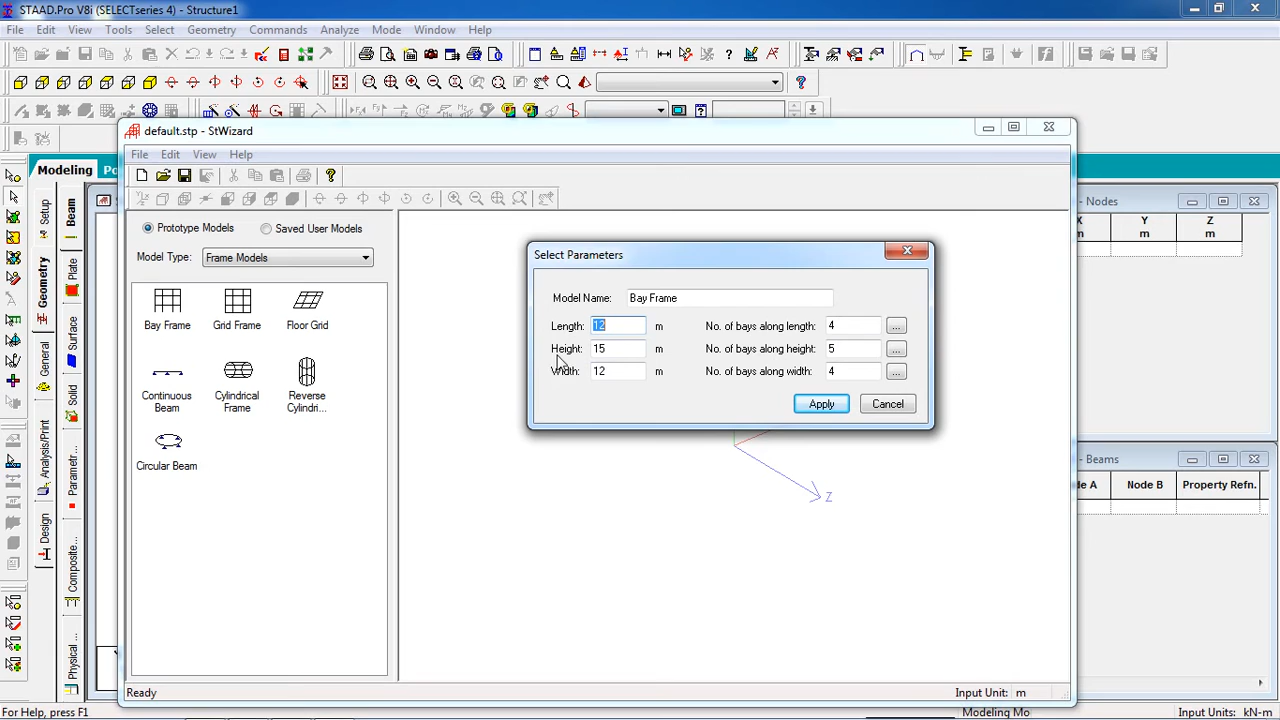 STAAD.Pro V8i (SELECTseries 4) - Structure1
File Edit View Tools Select Geometry Commands Analyze Mode Window Help
default.stp - StWizard
File Edit View Help
Modeling
Setup
Geometry
General
Analysis/Print
Design
Beam
Plate
Surface
Solid
Parametr...
Composite...
Physical ...
Prototype Models Saved User Models
Model Type: Frame Models
Bay Frame Grid Frame Floor Grid
Continuous Beam
Cylindrical Frame
Reverse Cylindri...
Circular Beam
Select Parameters
Model Name: Bay Frame
Length: 12 m No. of bays along length: 4 ...
Height: 15 m No. of bays along height: 5 ...
Width: 12 m No. of bays along width: 4 ...
Apply Cancel
Z
- Nodes
X Y Z
m m m
- Beams
Node B Property Refn.
Ready Input Unit: m
For Help, press F1 Modeling Mo Input Units: kN-m